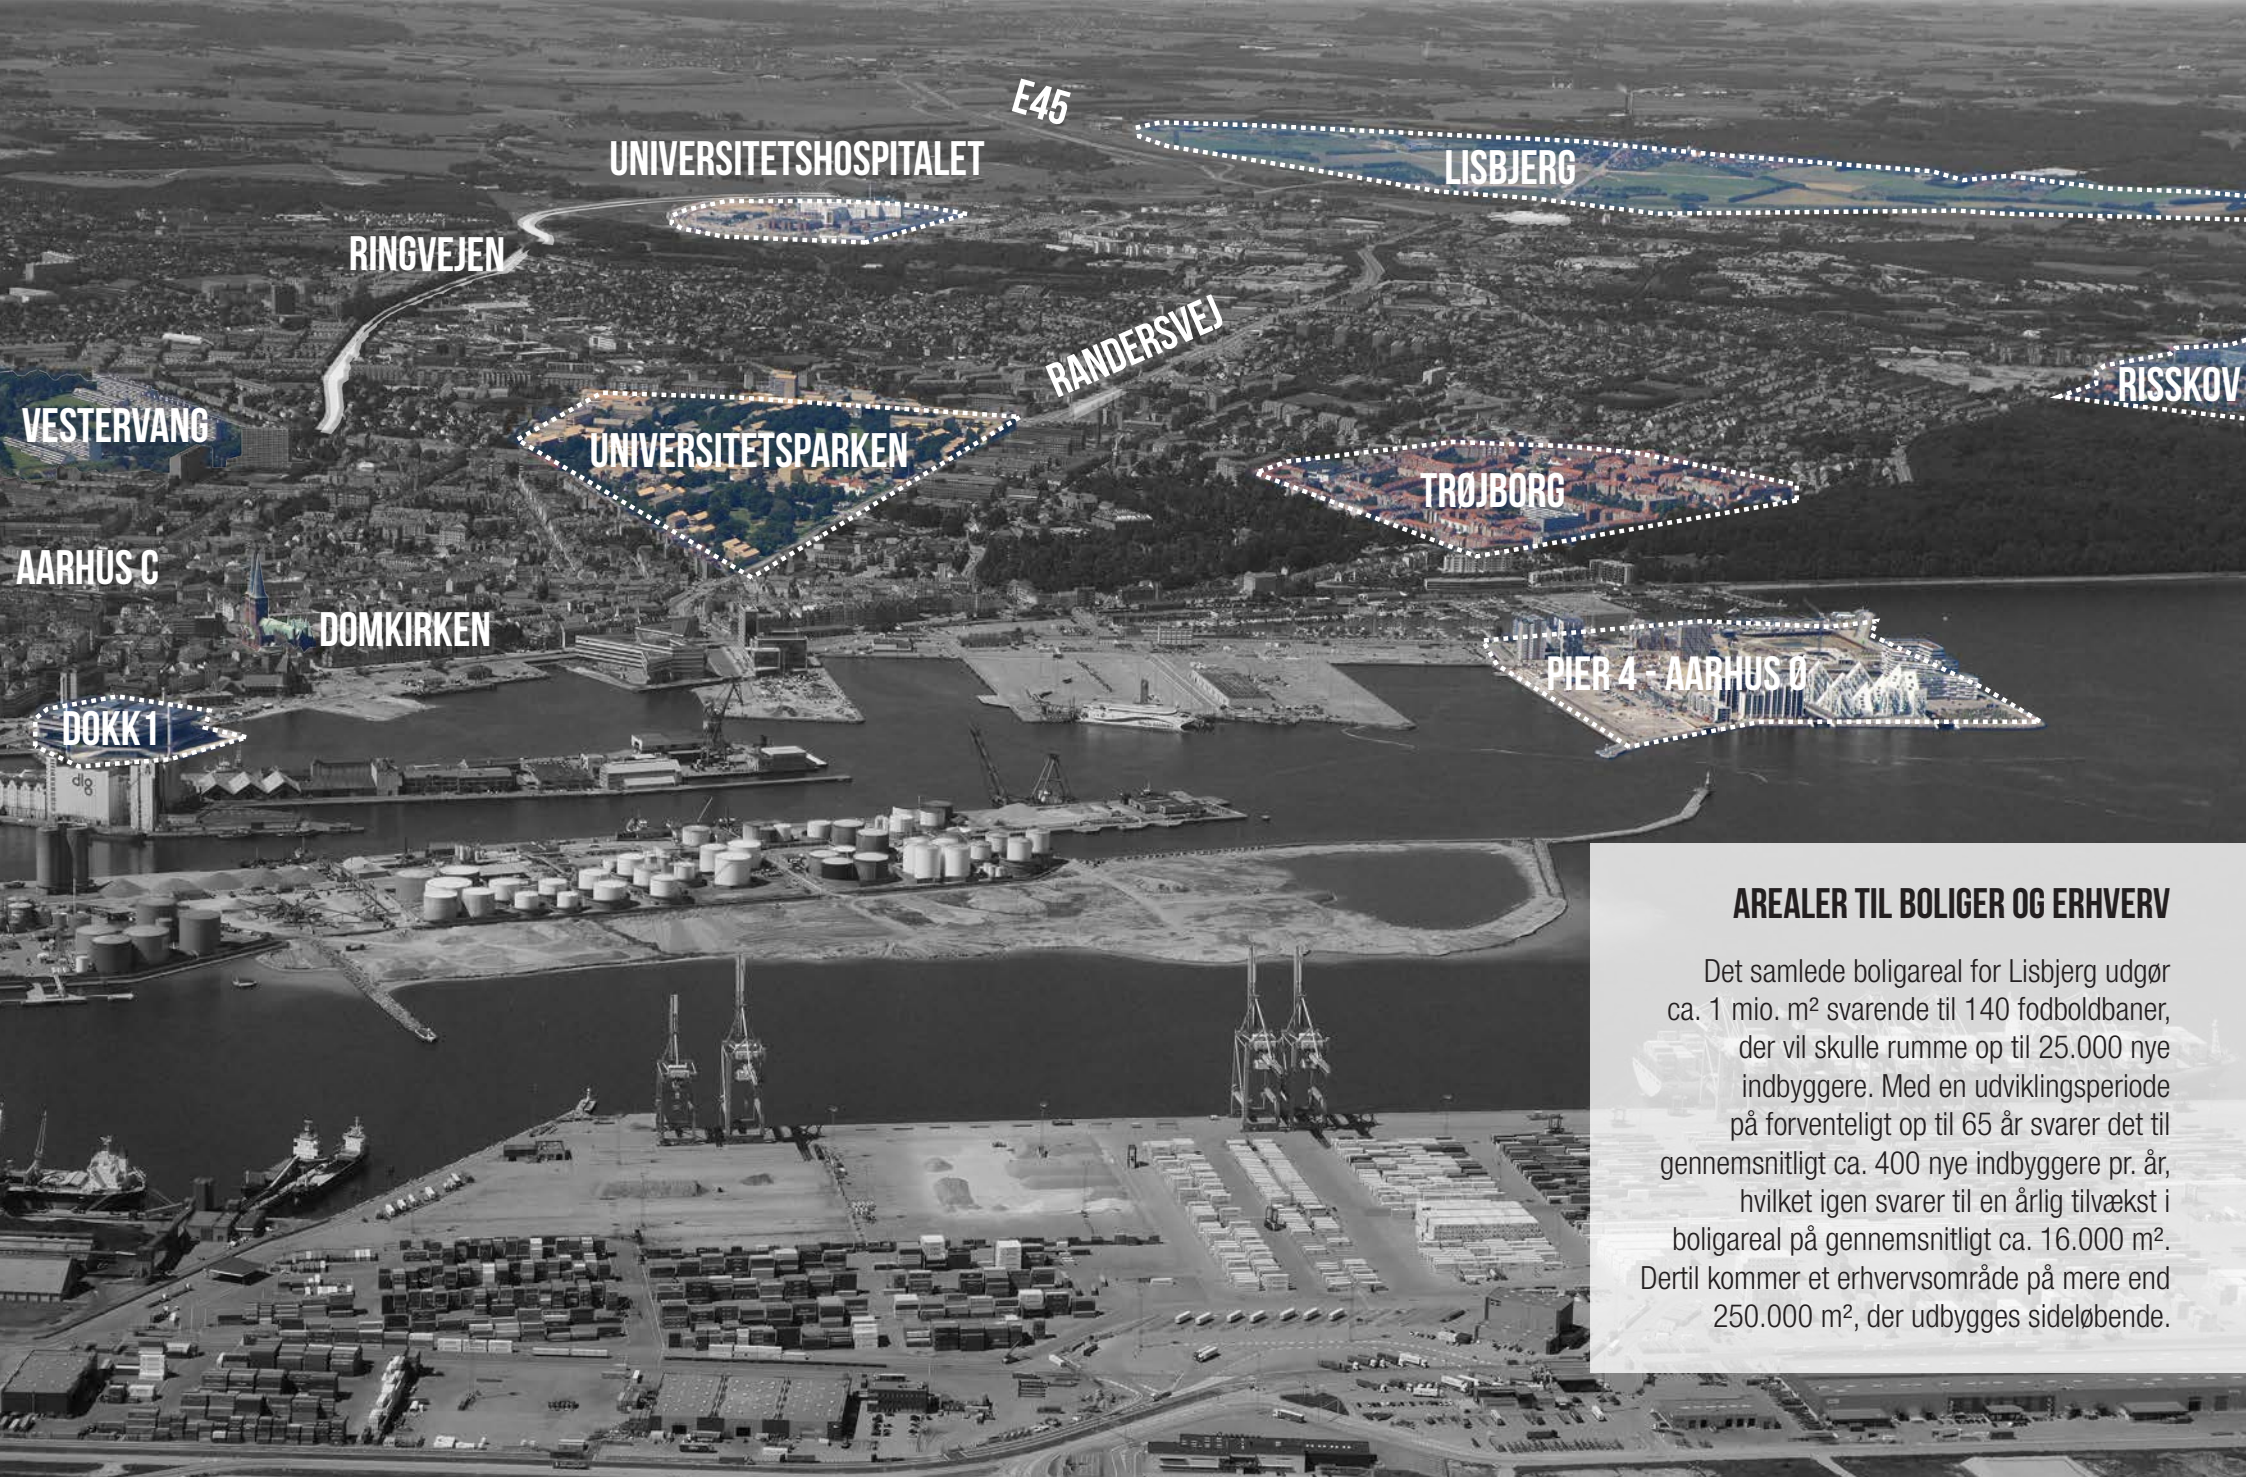 E45
UNIVERSITETSHOSPITALET
LISBJERG
RINGVEJEN
RANDERSVEJ
RISSKOV
VESTERVANG
UNIVERSITETSPARKEN
TRØJBORG
AARHUS C
DOMKIRKEN
PIER 4 - AARHUS Ø
DOKK1
dlg
AREALER TIL BOLIGER OG ERHVERV
Det samlede boligareal for Lisbjerg udgør
ca. 1 mio. m² svarende til 140 fodboldbaner,
der vil skulle rumme op til 25.000 nye
indbyggere. Med en udviklingsperiode
på forventeligt op til 65 år svarer det til
gennemsnitligt ca. 400 nye indbyggere pr. år,
hvilket igen svarer til en årlig tilvækst i
boligareal på gennemsnitligt ca. 16.000 m².
Dertil kommer et erhvervsområde på mere end
250.000 m², der udbygges sideløbende.